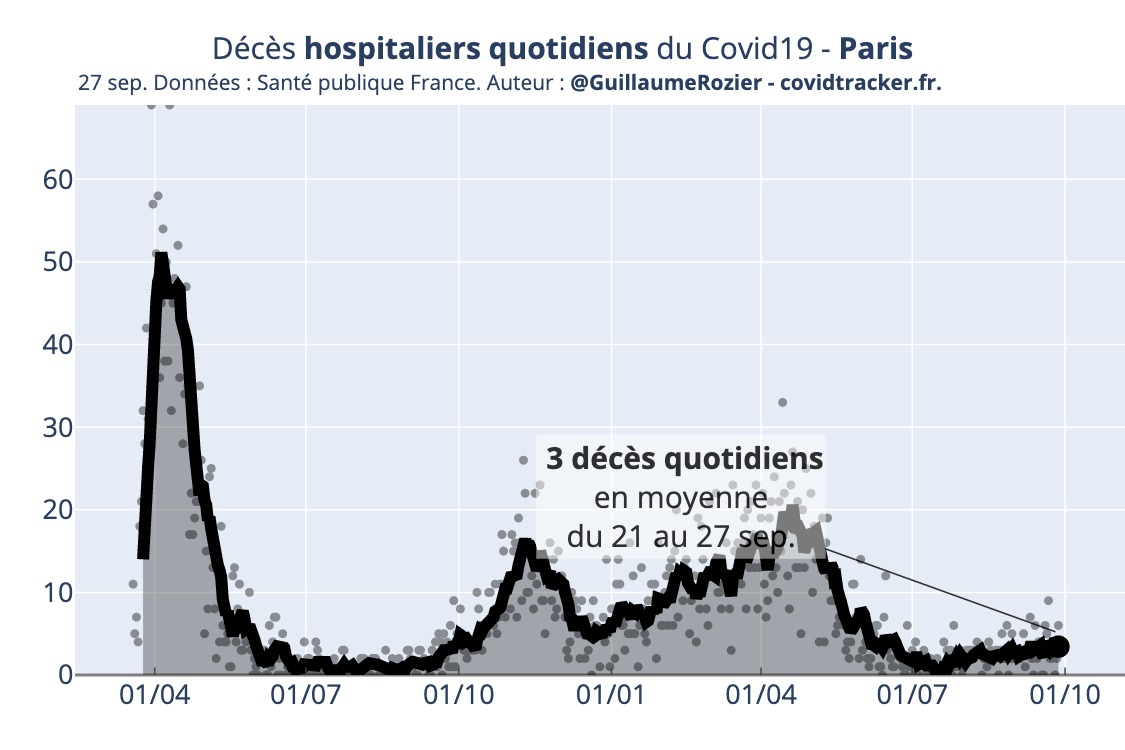 Décès hospitaliers quotidiens du Covid19 - Paris
27 sep. Données : Santé publique France. Auteur : @GuillaumeRozier - covidtracker.fr.
60
50
40
30
20
10
0
3 décès quotidiens
en moyenne
du 21 au 27 sep.
01/04 01/07 01/10 01/01 01/04 01/07 01/10